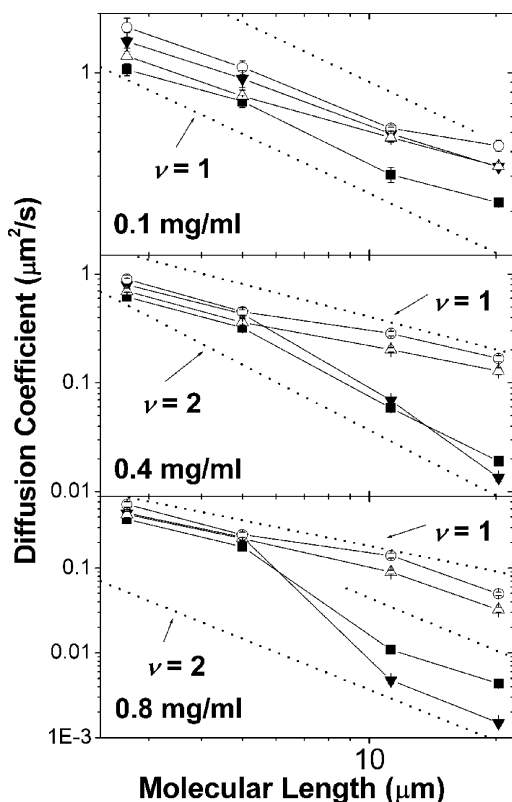 1
ν = 1
0.1 mg/ml
1
0.1
0.01
ν = 1
ν = 2
0.4 mg/ml
0.1
0.01
1E-3
ν = 1
ν = 2
0.8 mg/ml
10
Diffusion Coefficient (μm²/s)
Molecular Length (μm)